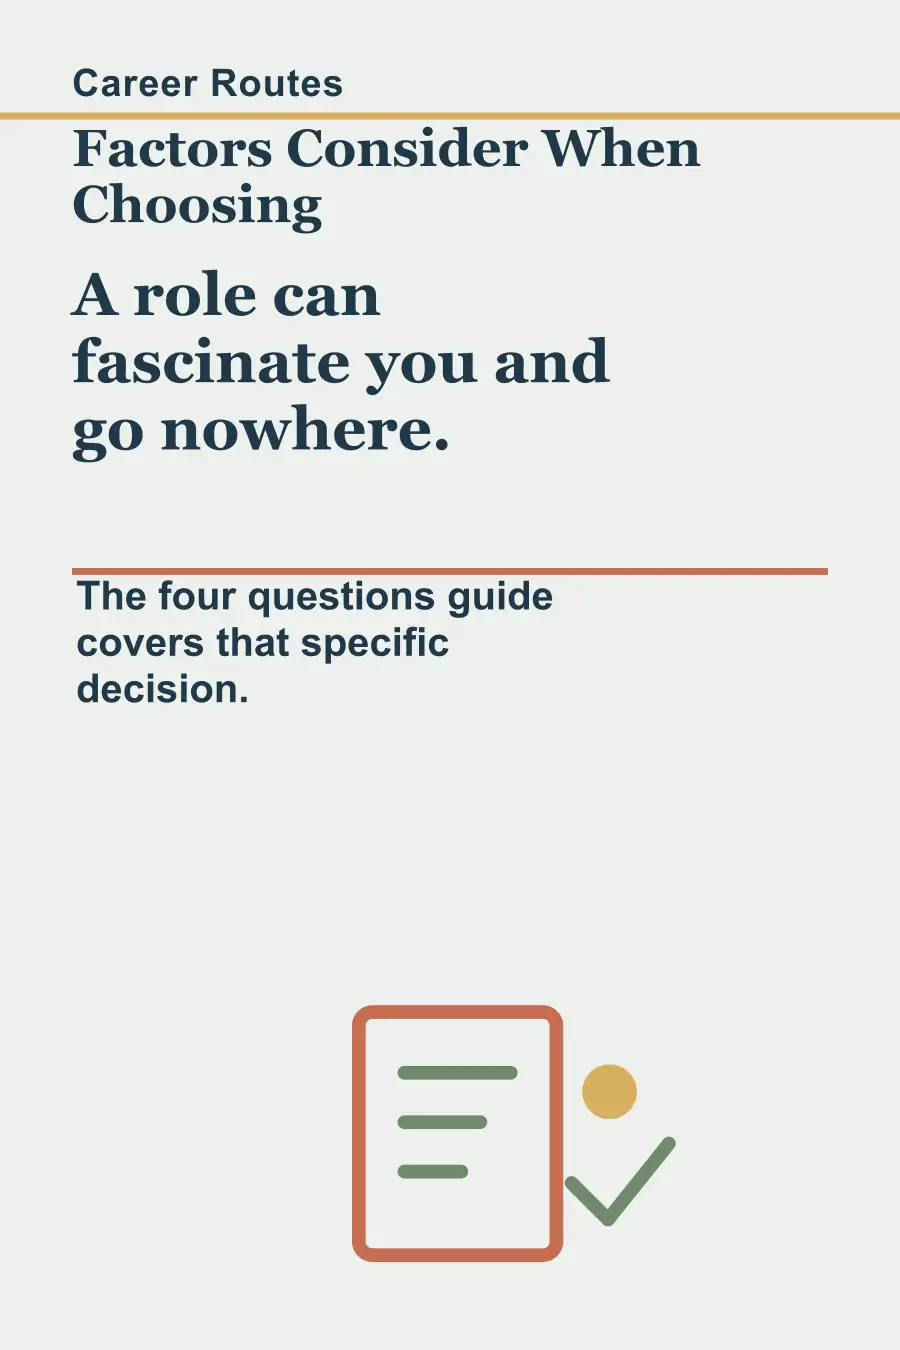 Career Routes
Factors Consider When
Choosing
A role can
fascinate you and
go nowhere.
The four questions guide
covers that specific
decision.